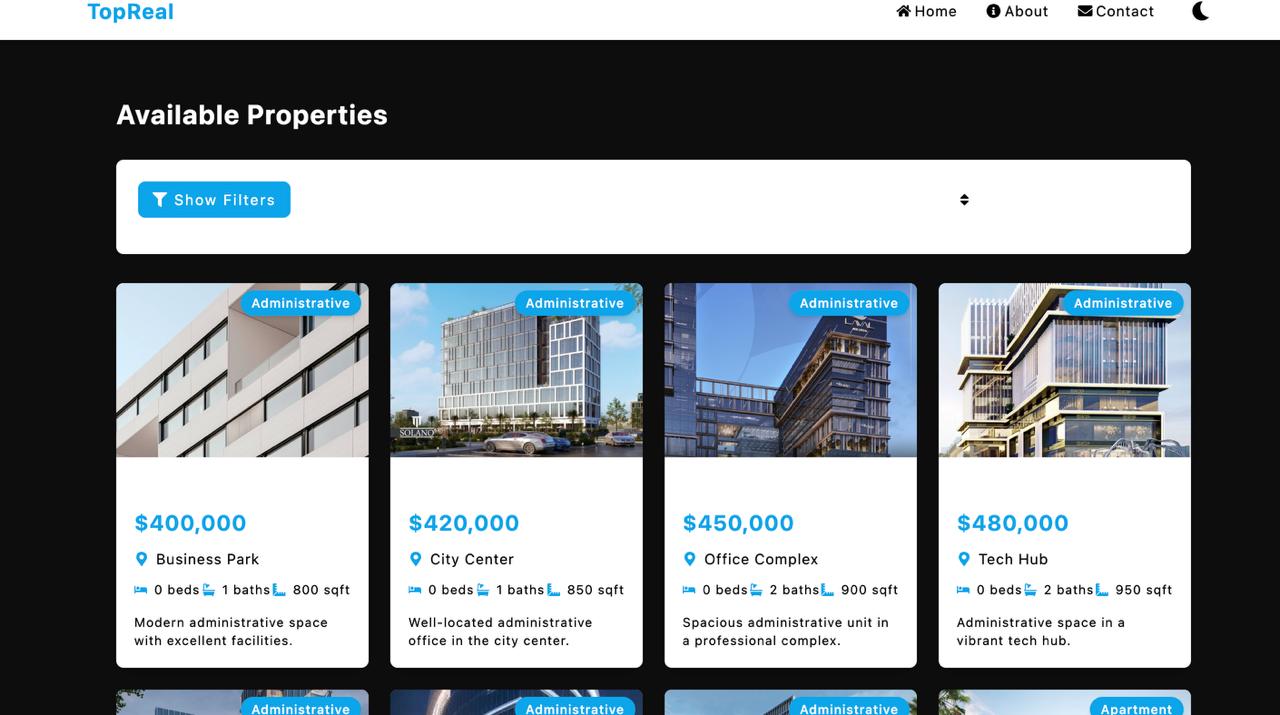 TopReal
Home
About
Contact
Available Properties
Show Filters
Administrative
Administrative
Administrative
Administrative
SOLANO
LAVAL
$400,000
$420,000
$450,000
$480,000
Business Park
City Center
Office Complex
Tech Hub
0 beds 1 baths 800 sqft
0 beds 1 baths 850 sqft
0 beds 2 baths 900 sqft
0 beds 2 baths 950 sqft
Modern administrative space
with excellent facilities.
Well-located administrative
office in the city center.
Spacious administrative unit in
a professional complex.
Administrative space in a
vibrant tech hub.
Administrative
Administrative
Administrative
Apartment